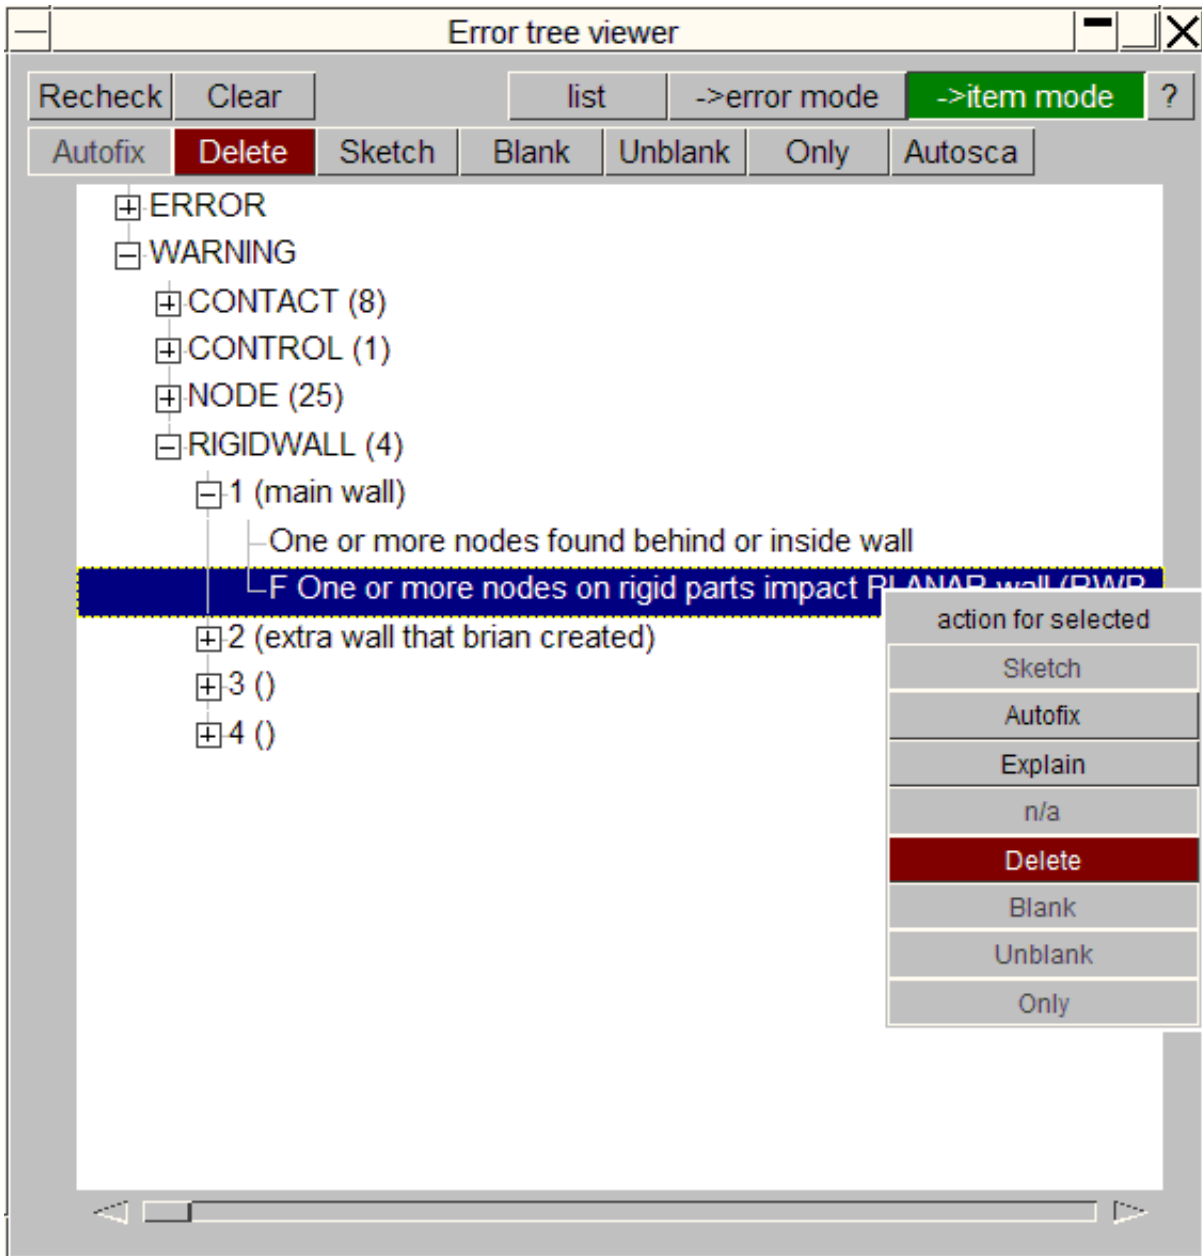 Error tree viewer
Recheck Clear list ->error mode ->item mode ?
Autofix Delete Sketch Blank Unblank Only Autosca
ERROR
WARNING
CONTACT (8)
CONTROL (1)
NODE (25)
RIGIDWALL (4)
1 (main wall)
One or more nodes found behind or inside wall
F One or more nodes on rigid parts impact PLANAR wall (RWP
2 (extra wall that brian created)
3 ()
4 ()
action for selected
Sketch
Autofix
Explain
n/a
Delete
Blank
Unblank
Only